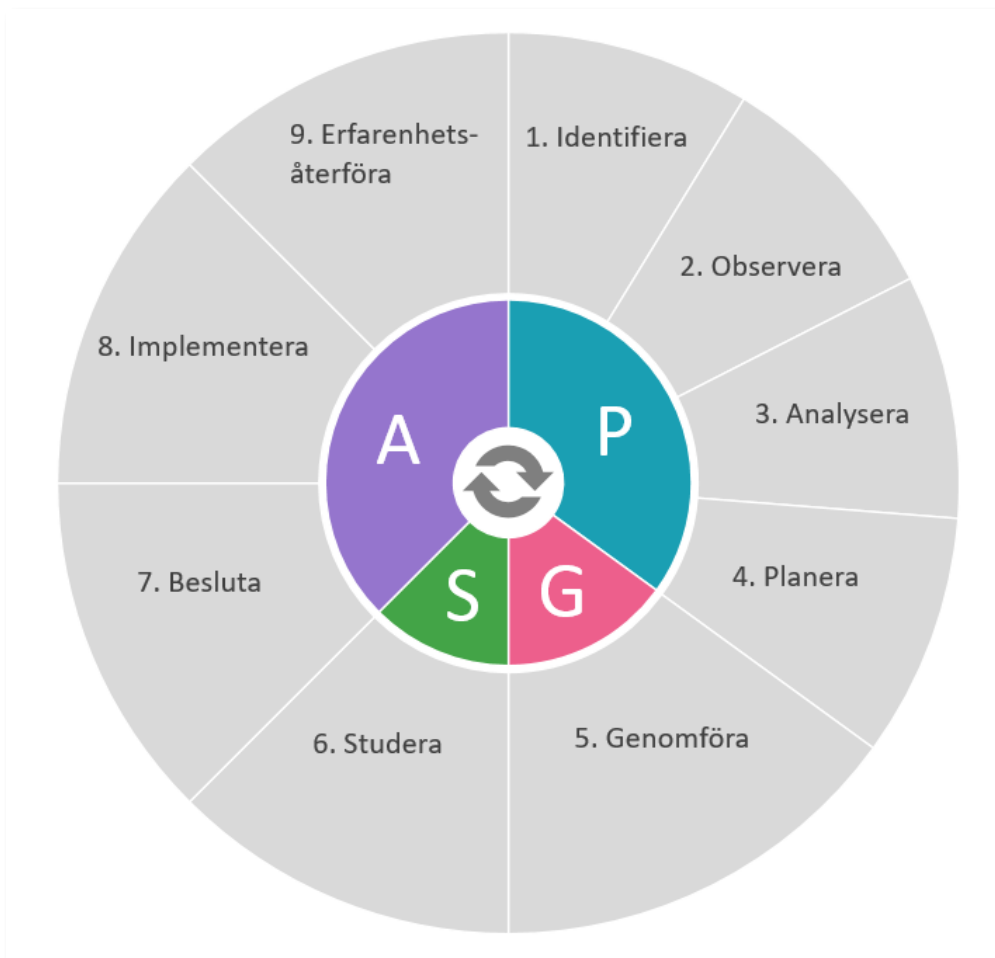 1. Identifiera
2. Observera
3. Analysera
4. Planera
5. Genomföra
6. Studera
7. Besluta
8. Implementera
9. Erfarenhets-
återföra
P
G
S
A